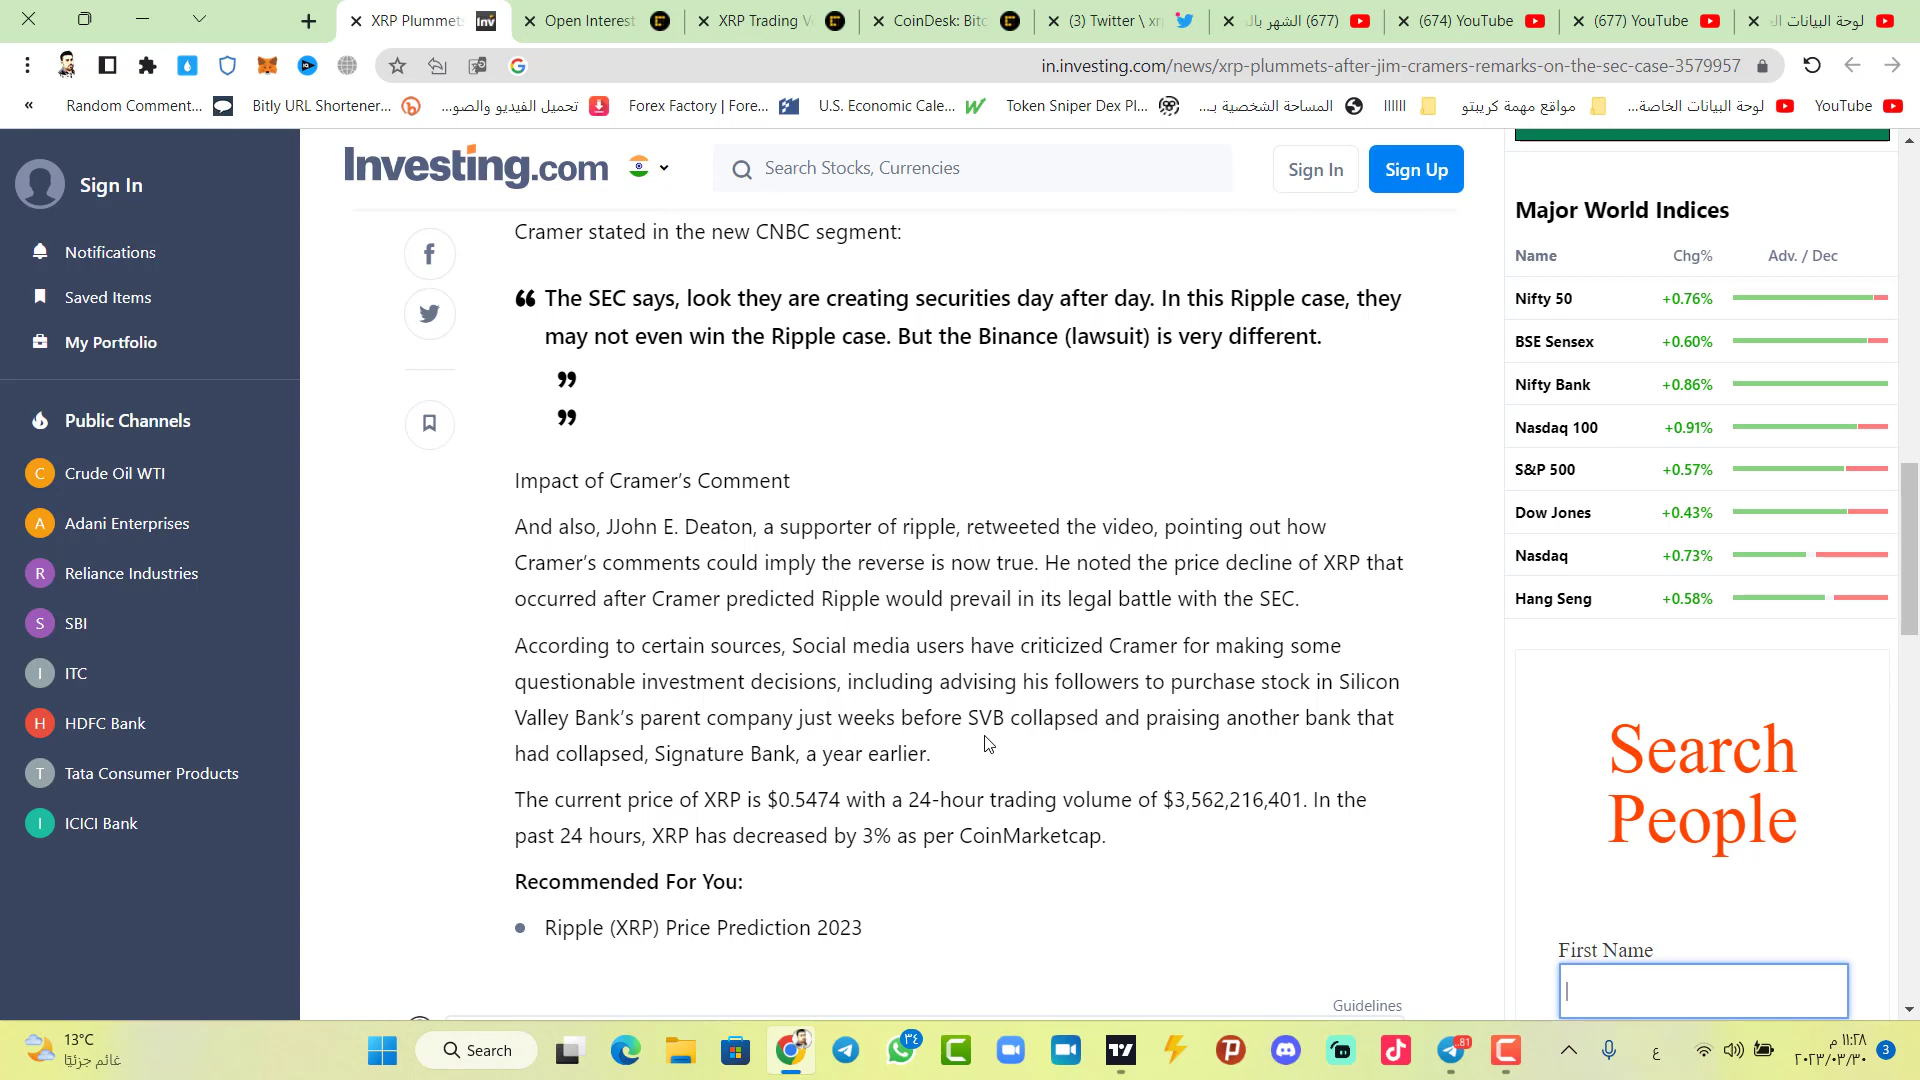 XRP Plummet
Open Interest
XRP Trading V
CoinDesk: Bitc
(3) Twitter \ xr
(677) الشهر بال
(674) YouTube
(677) YouTube
لوحة البيانات ال
in.investing.com/news/xrp-plummets-after-jim-cramers-remarks-on-the-sec-case-3579957
« Random Comment...
Bitly URL Shortener...
تحميل الفيديو والصو...
Forex Factory | Fore...
U.S. Economic Cale...
Token Sniper Dex Pl...
المساحة الشخصية بـ...
llllll
مواقع مهمة كريبتو
لوحة البيانات الخاصة...
YouTube
Sign In
Notifications
Saved Items
My Portfolio
Public Channels
C Crude Oil WTI
A Adani Enterprises
R Reliance Industries
S SBI
I ITC
H HDFC Bank
T Tata Consumer Products
I ICICI Bank
Investing.com
Search Stocks, Currencies
Sign In
Sign Up
Cramer stated in the new CNBC segment:
“ The SEC says, look they are creating securities day after day. In this Ripple case, they
may not even win the Ripple case. But the Binance (lawsuit) is very different.
”
”
Impact of Cramer’s Comment
And also, JJohn E. Deaton, a supporter of ripple, retweeted the video, pointing out how
Cramer’s comments could imply the reverse is now true. He noted the price decline of XRP that
occurred after Cramer predicted Ripple would prevail in its legal battle with the SEC.
According to certain sources, Social media users have criticized Cramer for making some
questionable investment decisions, including advising his followers to purchase stock in Silicon
Valley Bank’s parent company just weeks before SVB collapsed and praising another bank that
had collapsed, Signature Bank, a year earlier.
The current price of XRP is $0.5474 with a 24-hour trading volume of $3,562,216,401. In the
past 24 hours, XRP has decreased by 3% as per CoinMarketcap.
Recommended For You:
Ripple (XRP) Price Prediction 2023
Guidelines
Major World Indices
Name Chg% Adv. / Dec
Nifty 50 +0.76%
BSE Sensex +0.60%
Nifty Bank +0.86%
Nasdaq 100 +0.91%
S&P 500 +0.57%
Dow Jones +0.43%
Nasdaq +0.73%
Hang Seng +0.58%
Search
People
First Name
13°C
غائم جزئيًا
Search
٣٤
81
ع
١١:٢٨ م
٢٠٢٣/٠٣/٣٠
3